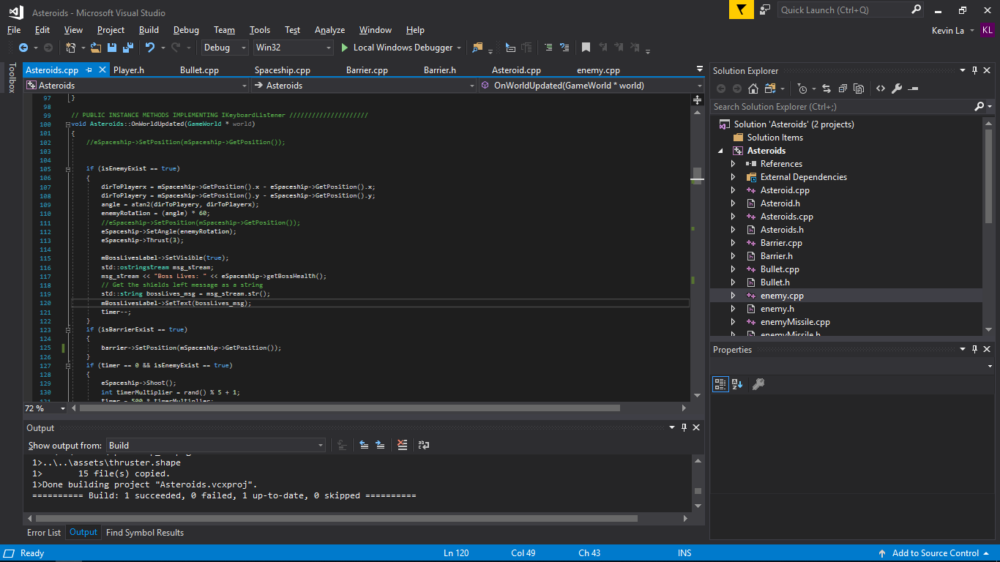 Asteroids - Microsoft Visual Studio
Quick Launch (Ctrl+Q)
File Edit View Project Build Debug Team Tools Test Analyze Window Help
Kevin La KL
Debug Win32 Local Windows Debugger
Toolbox
Asteroids.cpp Player.h Bullet.cpp Spaceship.cpp Barrier.cpp Barrier.h Asteroid.cpp enemy.cpp
Asteroids Asteroids OnWorldUpdated(GameWorld * world)
97 }
98
99 // PUBLIC INSTANCE METHODS IMPLEMENTING IKeyboardListener /////////////////////
100 void Asteroids::OnWorldUpdated(GameWorld * world)
101 {
102 //eSpaceship->SetPosition(mSpaceship->GetPosition());
103
104
105 if (isEnemyExist == true)
106 {
107 dirToPlayerx = mSpaceship->GetPosition().x - eSpaceship->GetPosition().x;
108 dirToPlayery = mSpaceship->GetPosition().y - eSpaceship->GetPosition().y;
109 angle = atan2(dirToPlayery, dirToPlayerx);
110 enemyRotation = (angle) * 60;
111 //eSpaceship->SetPosition(mSpaceship->GetPosition());
112 eSpaceship->SetAngle(enemyRotation);
113 eSpaceship->Thrust(3);
114
115 mBossLivesLabel->SetVisible(true);
116 std::ostringstream msg_stream;
117 msg_stream << "Boss Lives: " << eSpaceship->getBossHealth();
118 // Get the shields left message as a string
119 std::string bossLives_msg = msg_stream.str();
120 mBossLivesLabel->SetText(bossLives_msg);
121 timer--;
122 }
123 if (isBarrierExist == true)
124 {
125 barrier->SetPosition(mSpaceship->GetPosition());
126 }
127 if (timer == 0 && isEnemyExist == true)
128 {
129 eSpaceship->Shoot();
130 int timerMultiplier = rand() % 5 + 1;
131 timer = 500 * timerMultiplier;
72 %
Output
Show output from: Build
1>..\..\assets\thruster.shape
1> 15 file(s) copied.
1>Done building project "Asteroids.vcxproj".
========== Build: 1 succeeded, 0 failed, 1 up-to-date, 0 skipped ==========
Error List Output Find Symbol Results
Solution Explorer
Search Solution Explorer (Ctrl+;)
Solution 'Asteroids' (2 projects)
Solution Items
Asteroids
References
External Dependencies
Asteroid.cpp
Asteroid.h
Asteroids.cpp
Asteroids.h
Barrier.cpp
Barrier.h
Bullet.cpp
Bullet.h
enemy.cpp
enemy.h
enemyMissile.cpp
enemyMissile.h
Properties
Ready Ln 120 Col 49 Ch 43 INS Add to Source Control